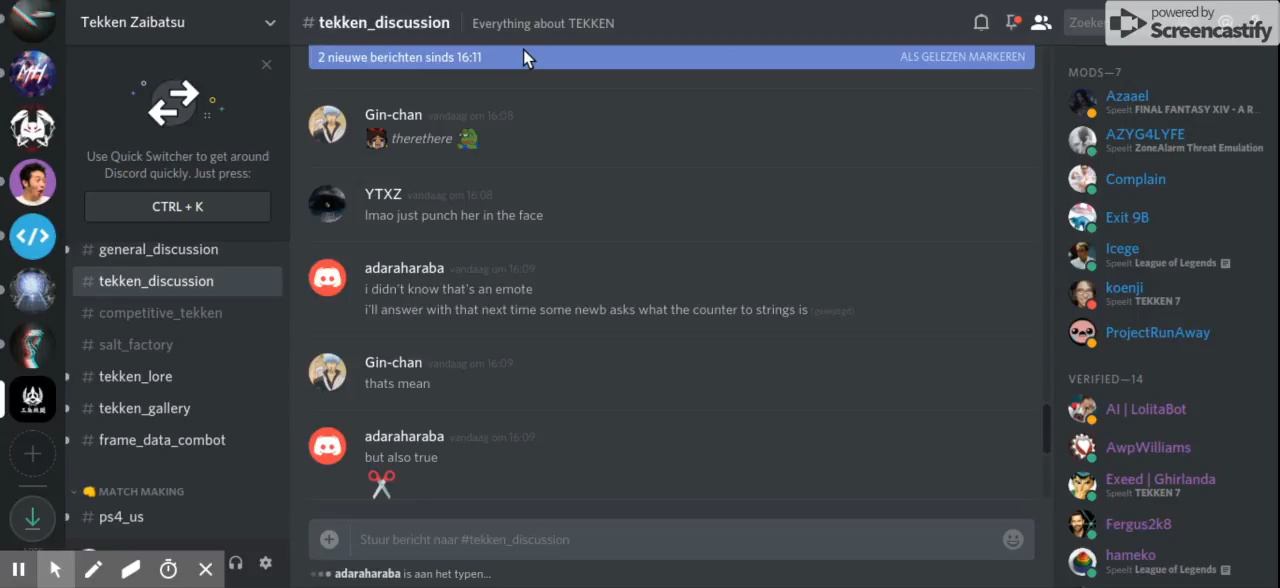 Tekken Zaibatsu
# tekken_discussion
Everything about TEKKEN
Zoeke
powered by
Screencastify
2 nieuwe berichten sinds 16:11
ALS GELEZEN MARKEREN
Use Quick Switcher to get around
Discord quickly. Just press:
CTRL + K
# general_discussion
# tekken_discussion
# competitive_tekken
# salt_factory
# tekken_lore
# tekken_gallery
# frame_data_combot
MATCH MAKING
# ps4_us
MH
</>
三島財閥
Gin-chan vandaag om 16:08
therethere
YTXZ vandaag om 16:08
lmao just punch her in the face
adaraharaba vandaag om 16:09
i didn't know that's an emote
i'll answer with that next time some newb asks what the counter to strings is (gewijzigd)
Gin-chan vandaag om 16:09
thats mean
adaraharaba vandaag om 16:09
but also true
Stuur bericht naar #tekken_discussion
adaraharaba is aan het typen...
MODS—7
Azaael
Speelt FINAL FANTASY XIV - A R...
AZYG4LYFE
Speelt ZoneAlarm Threat Emulation
Complain
Exit 9B
Icege
Speelt League of Legends
koenji
Speelt TEKKEN 7
ProjectRunAway
VERIFIED—14
AI | LolitaBot
AwpWilliams
Exeed | Ghirlanda
Speelt TEKKEN 7
Fergus2k8
hameko
Speelt League of Legends